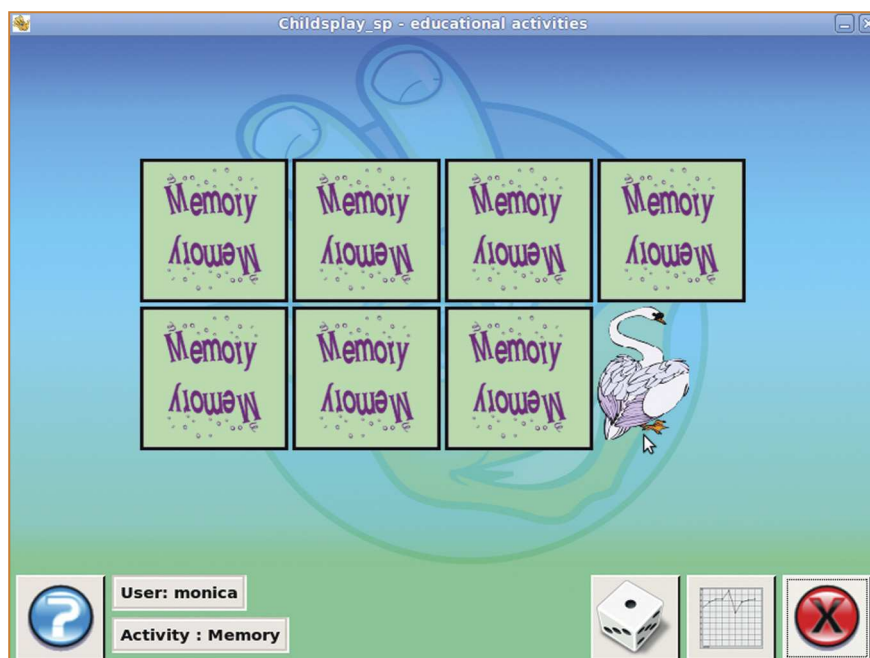 Childsplay_sp - educational activities
Memory Memory Memory Memory
Memory Memory Memory Memory
Memory Memory Memory
Memory Memory Memory
User: monica
Activity : Memory